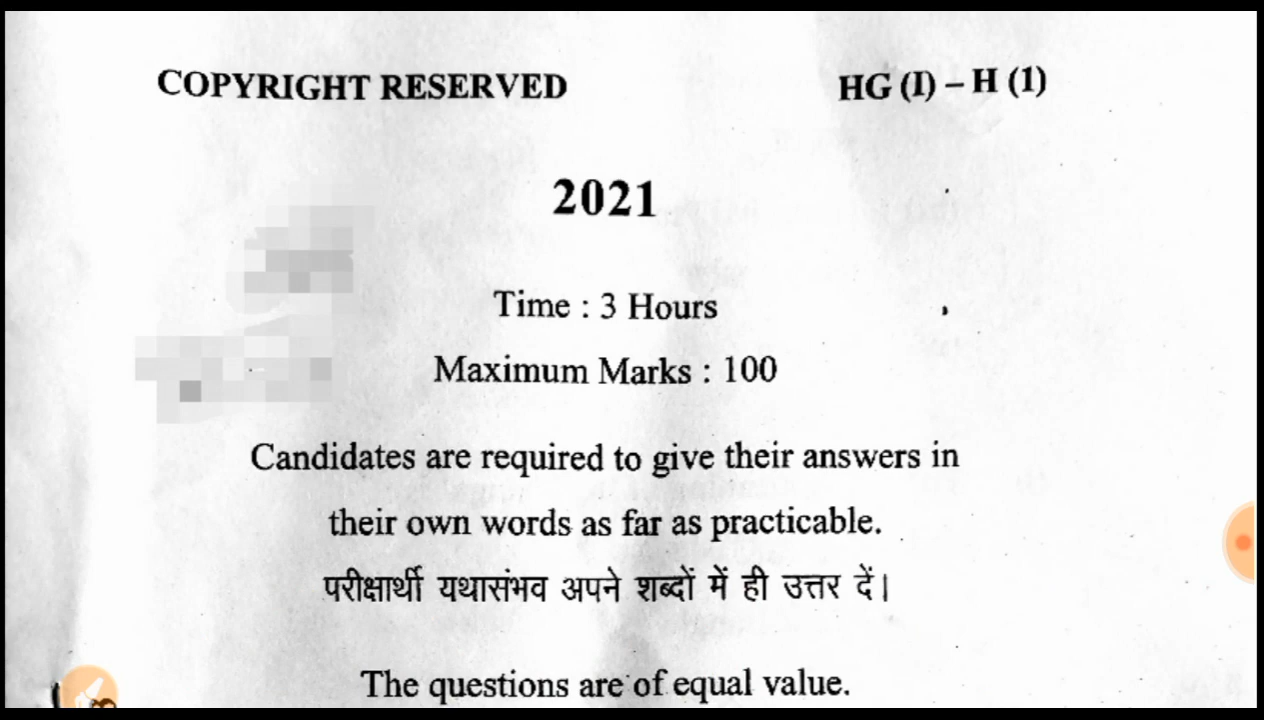 COPYRIGHT RESERVED HG (I) – H (1)
2021
Time : 3 Hours
Maximum Marks : 100
Candidates are required to give their answers in
their own words as far as practicable.
परीक्षार्थी यथासंभव अपने शब्दों में ही उत्तर दें।
The questions are of equal value.